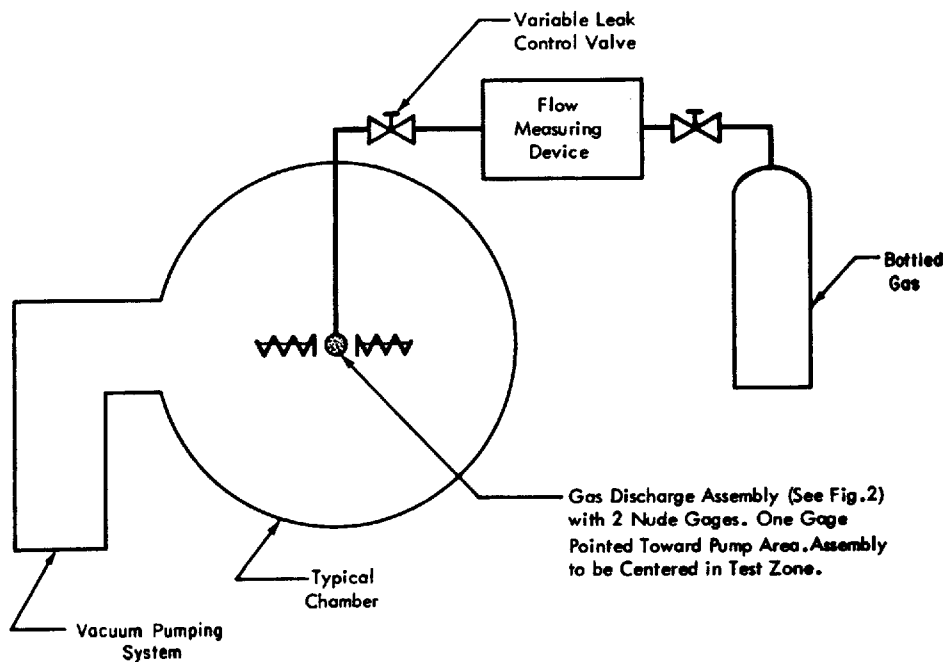 Variable Leak
Control Valve
Flow
Measuring
Device
Bottled
Gas
Gas Discharge Assembly (See Fig.2)
with 2 Nude Gages. One Gage
Pointed Toward Pump Area.Assembly
to be Centered in Test Zone.
Typical
Chamber
Vacuum Pumping
System